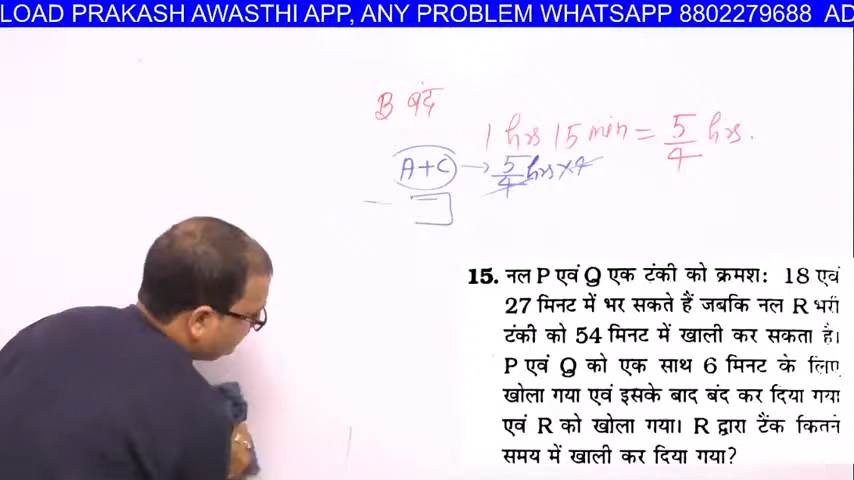 LOAD PRAKASH AWASTHI APP, ANY PROBLEM WHATSAPP 8802279688 AD
B बंद
1 hrs 15 min = 5/4 hrs.
A+C → 5/4 hrs × 4
15. नल P एवं Q एक टंकी को क्रमश: 18 एवं
27 मिनट में भर सकते हैं जबकि नल R भरी
टंकी को 54 मिनट में खाली कर सकता है।
P एवं Q को एक साथ 6 मिनट के लिए
खोला गया एवं इसके बाद बंद कर दिया गया
एवं R को खोला गया। R द्वारा टैंक कितने
समय में खाली कर दिया गया?